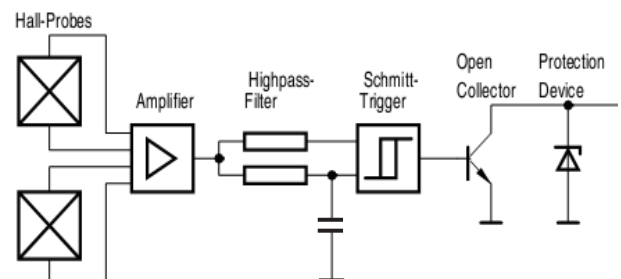 Hall-Probes
Amplifier
Highpass-
Filter
Schmitt-
Trigger
Open
Collector
Protection
Device